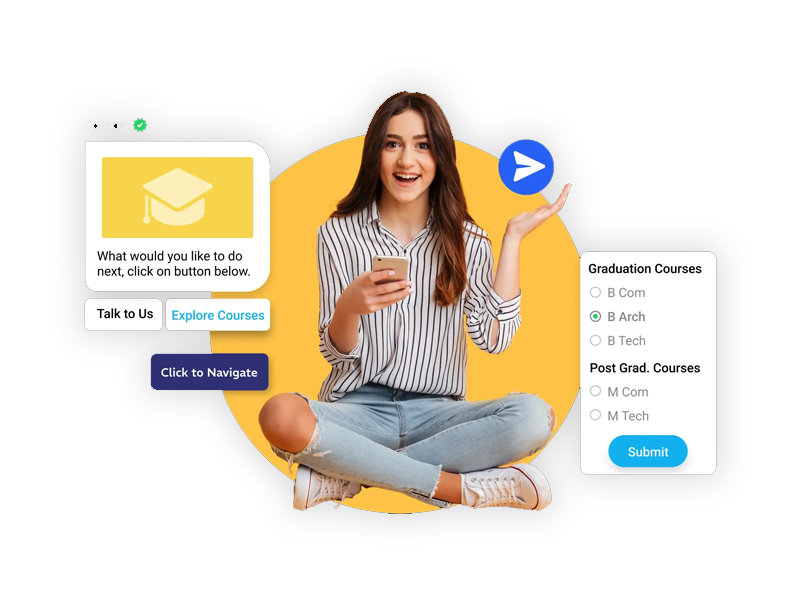 What would you like to do
next, click on button below.
Talk to Us
Explore Courses
Click to Navigate
Graduation Courses
B Com
B Arch
B Tech
Post Grad. Courses
M Com
M Tech
Submit